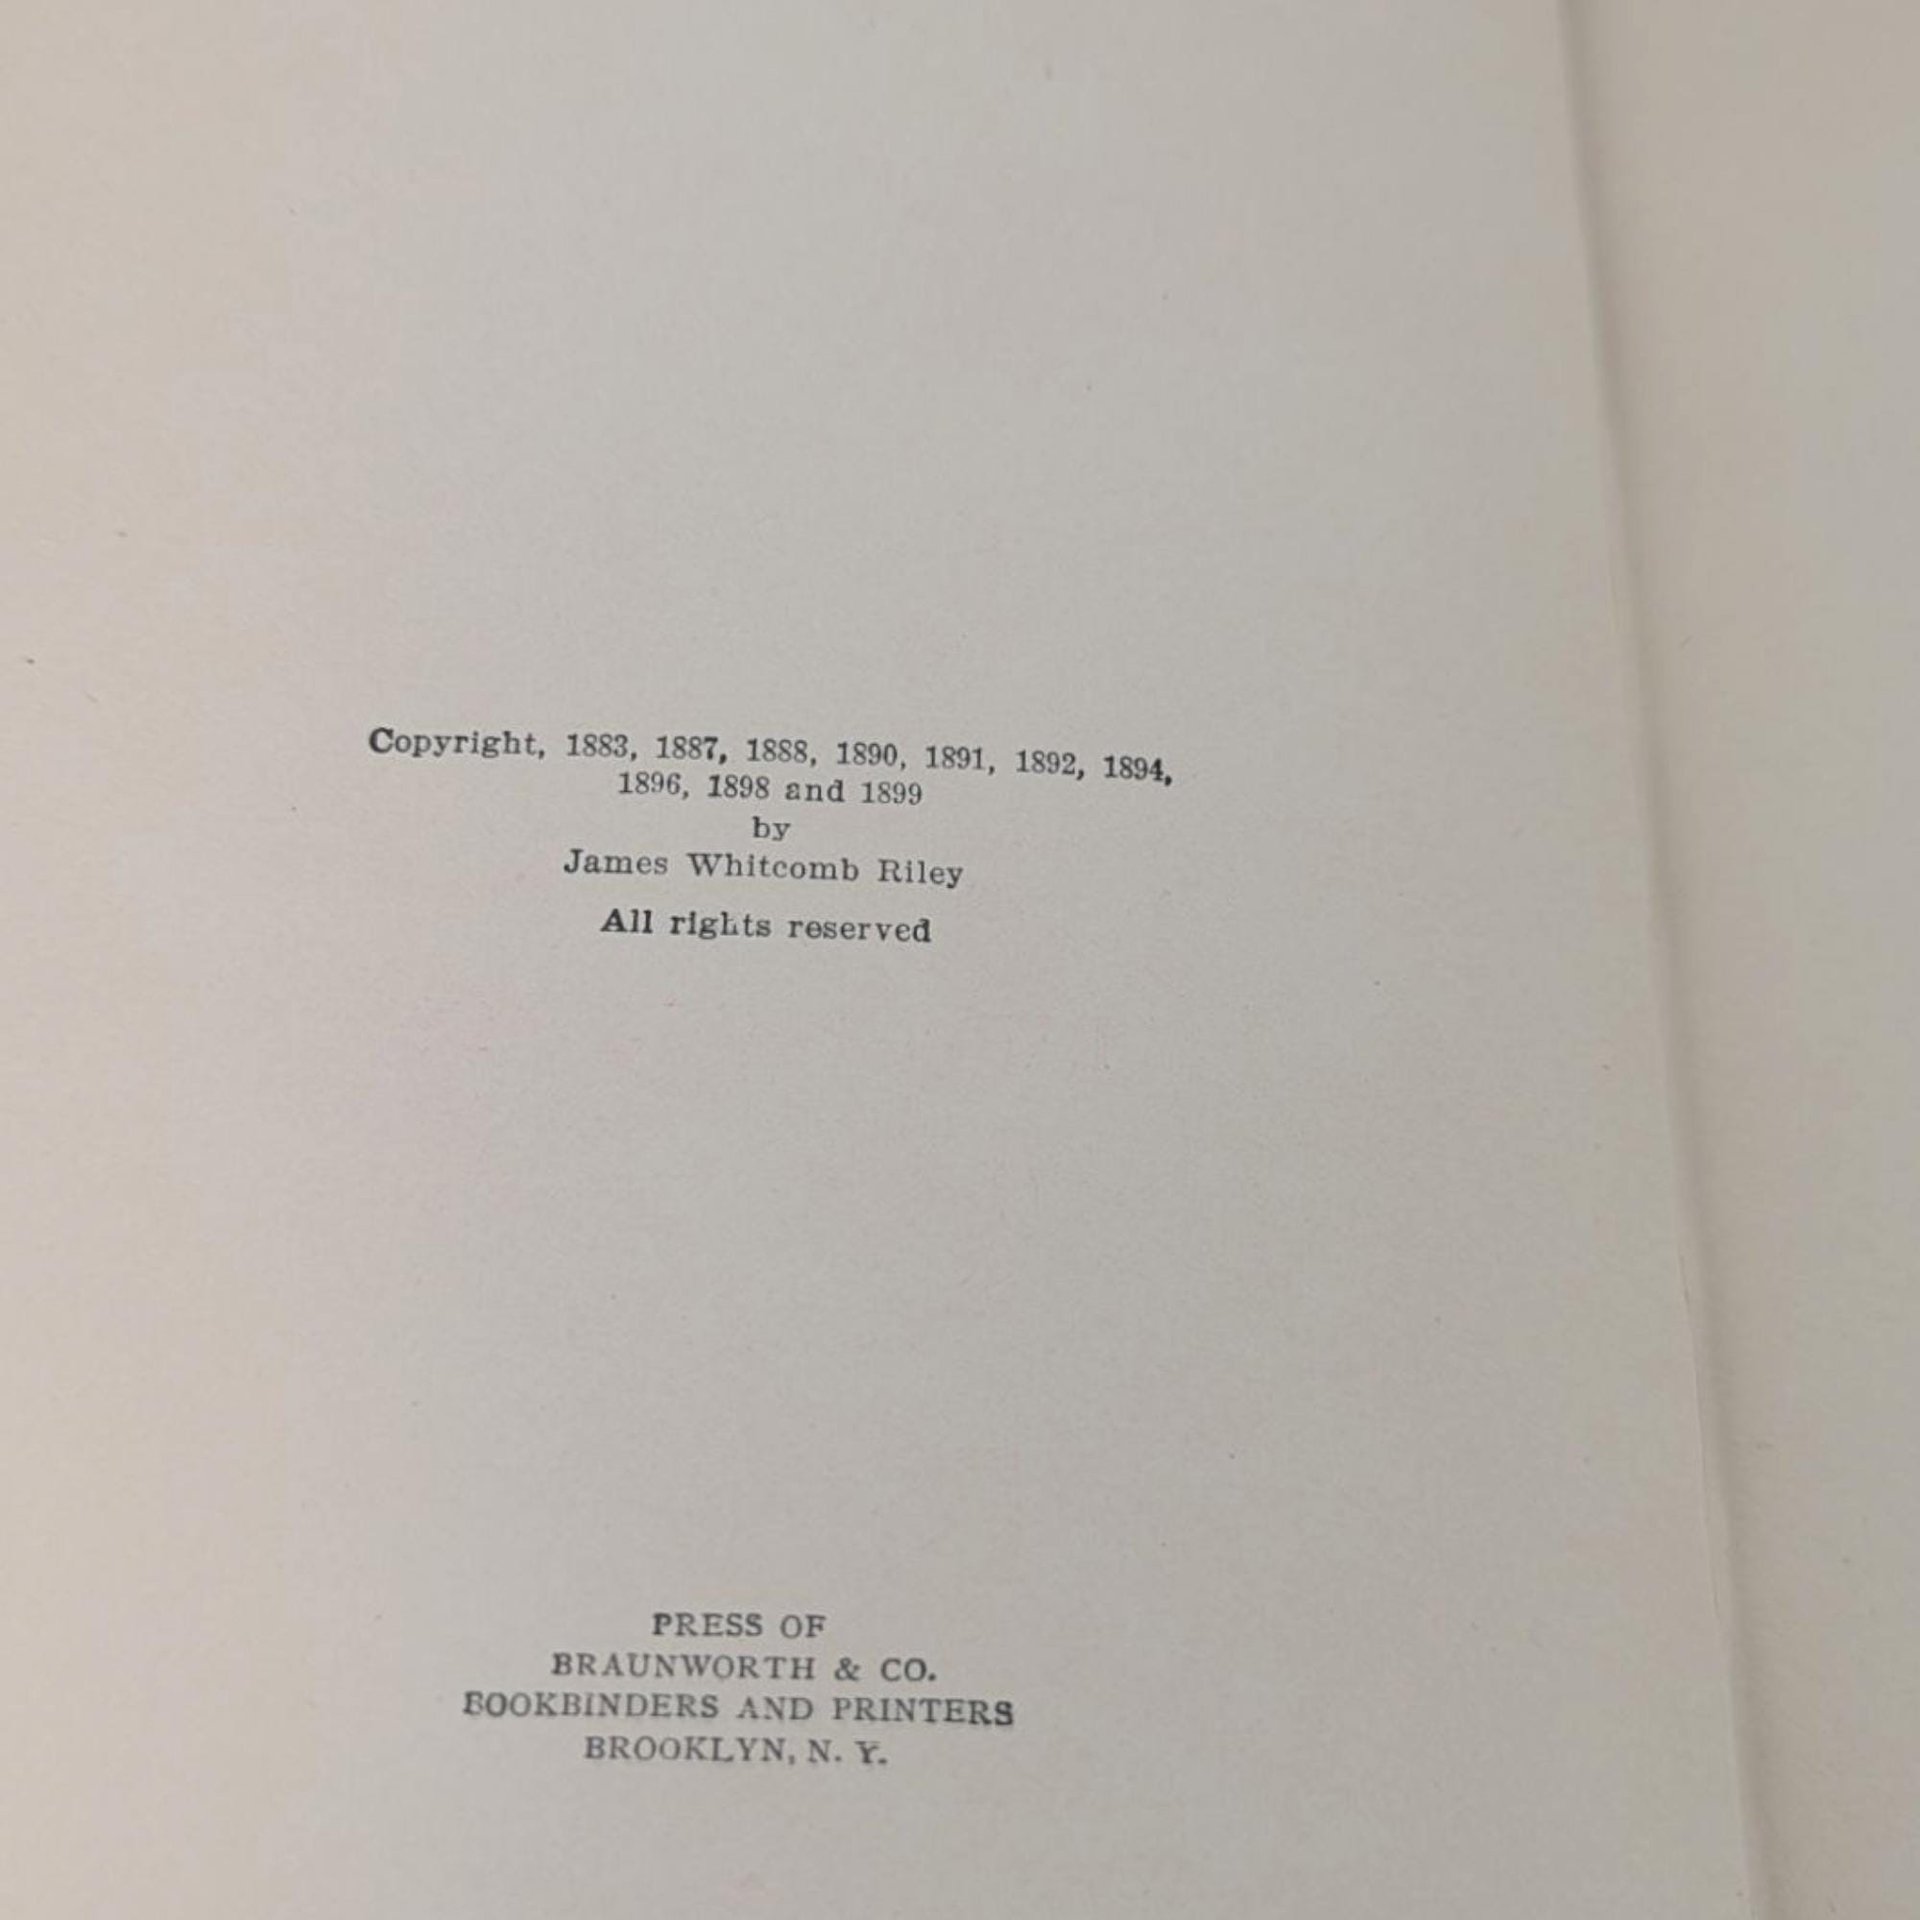 Copyright, 1883, 1887, 1888, 1890, 1891, 1892, 1894,
1896, 1898 and 1899
by
James Whitcomb Riley
All rights reserved
PRESS OF
BRAUNWORTH & CO.
BOOKBINDERS AND PRINTERS
BROOKLYN, N. Y.